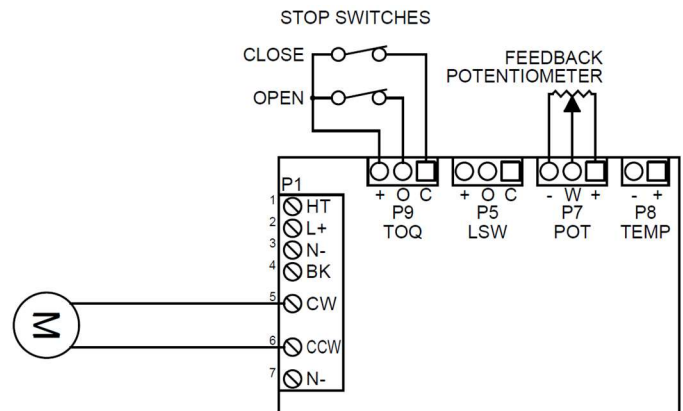 STOP SWITCHES
CLOSE
OPEN
FEEDBACK
POTENTIOMETER
+ O C
P9
TOQ
+ O C
P5
LSW
- W +
P7
POT
- +
P8
TEMP
P1
1 HT
2 L+
3 N-
4 BK
5 CW
6 CCW
7 N-
M